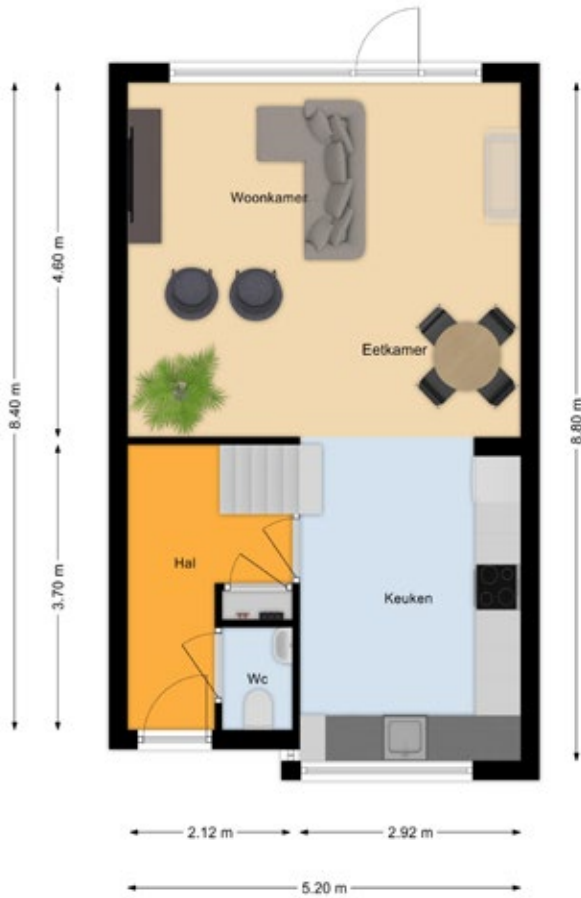 Woonkamer
4.60 m
Eetkamer
8.40 m
8.80 m
Hal
3.70 m
Keuken
Wc
2.12 m
2.92 m
5.20 m